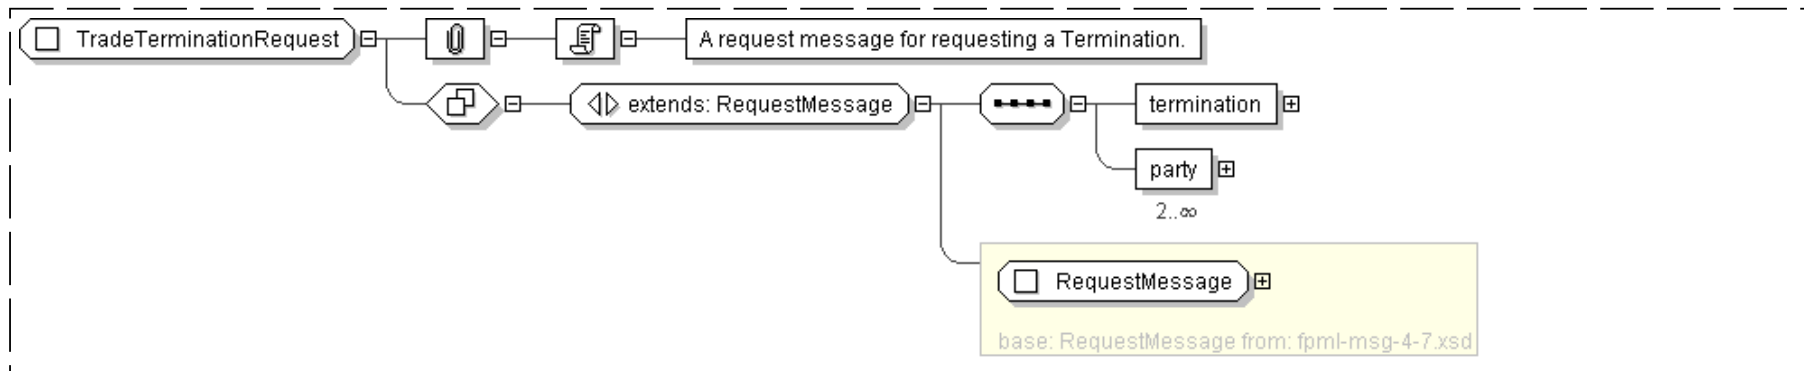 TradeTerminationRequest
A request message for requesting a Termination.
extends: RequestMessage
termination
party
2..∞
RequestMessage
base: RequestMessage from: fpml-msg-4-7.xsd